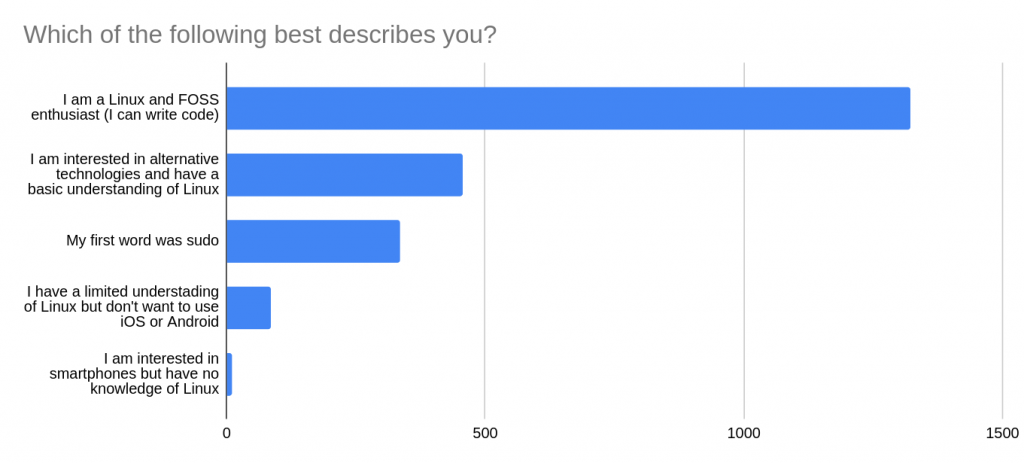 Which of the following best describes you?
I am a Linux and FOSS
enthusiast (I can write code)
I am interested in alternative
technologies and have a
basic understanding of Linux
My first word was sudo
I have a limited understading
of Linux but don't want to use
iOS or Android
I am interested in
smartphones but have no
knowledge of Linux
0
500
1000
1500